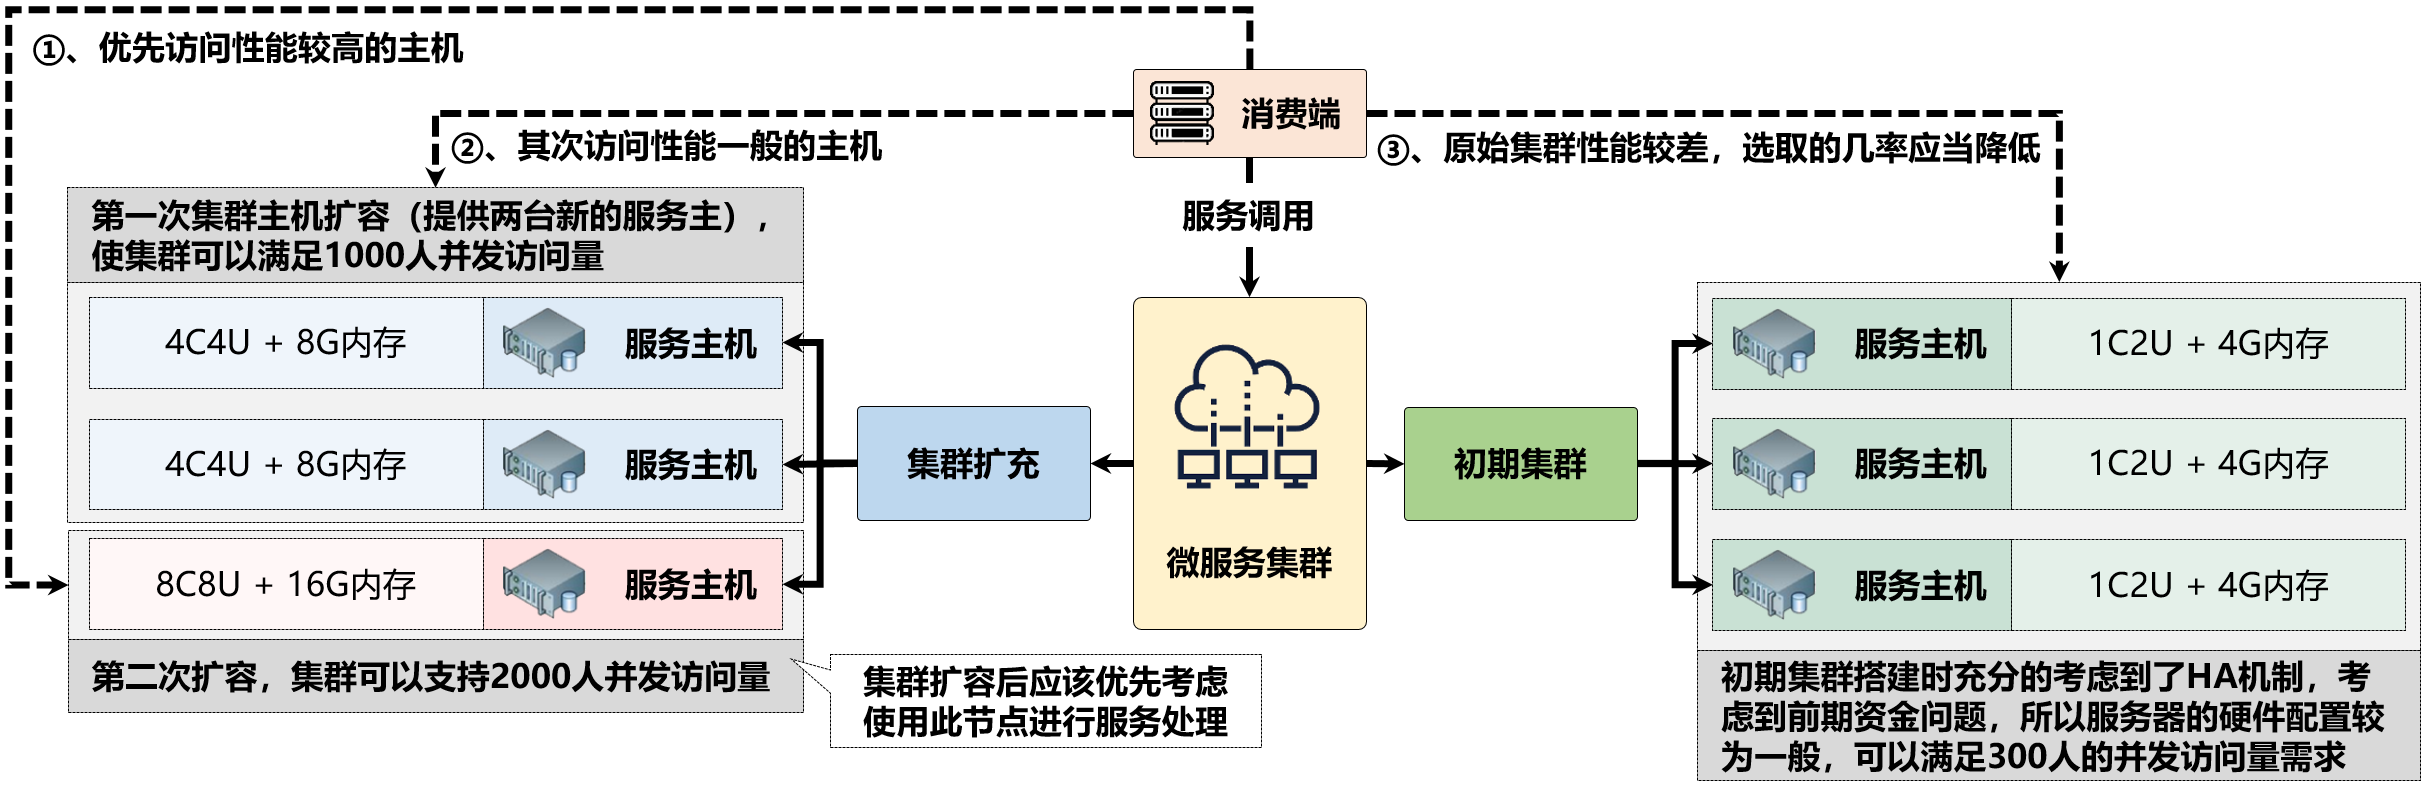 ①、优先访问性能较高的主机
消费端
②、其次访问性能一般的主机
③、原始集群性能较差，选取的几率应当降低
服务调用
第一次集群主机扩容（提供两台新的服务主），
使集群可以满足1000人并发访问量
4C4U + 8G内存
服务主机
4C4U + 8G内存
服务主机
8C8U + 16G内存
服务主机
第二次扩容，集群可以支持2000人并发访问量
集群扩容后应该优先考虑
使用此节点进行服务处理
集群扩充
微服务集群
初期集群
服务主机
1C2U + 4G内存
服务主机
1C2U + 4G内存
服务主机
1C2U + 4G内存
初期集群搭建时充分的考虑到了HA机制，考
虑到前期资金问题，所以服务器的硬件配置较
为一般，可以满足300人的并发访问量需求